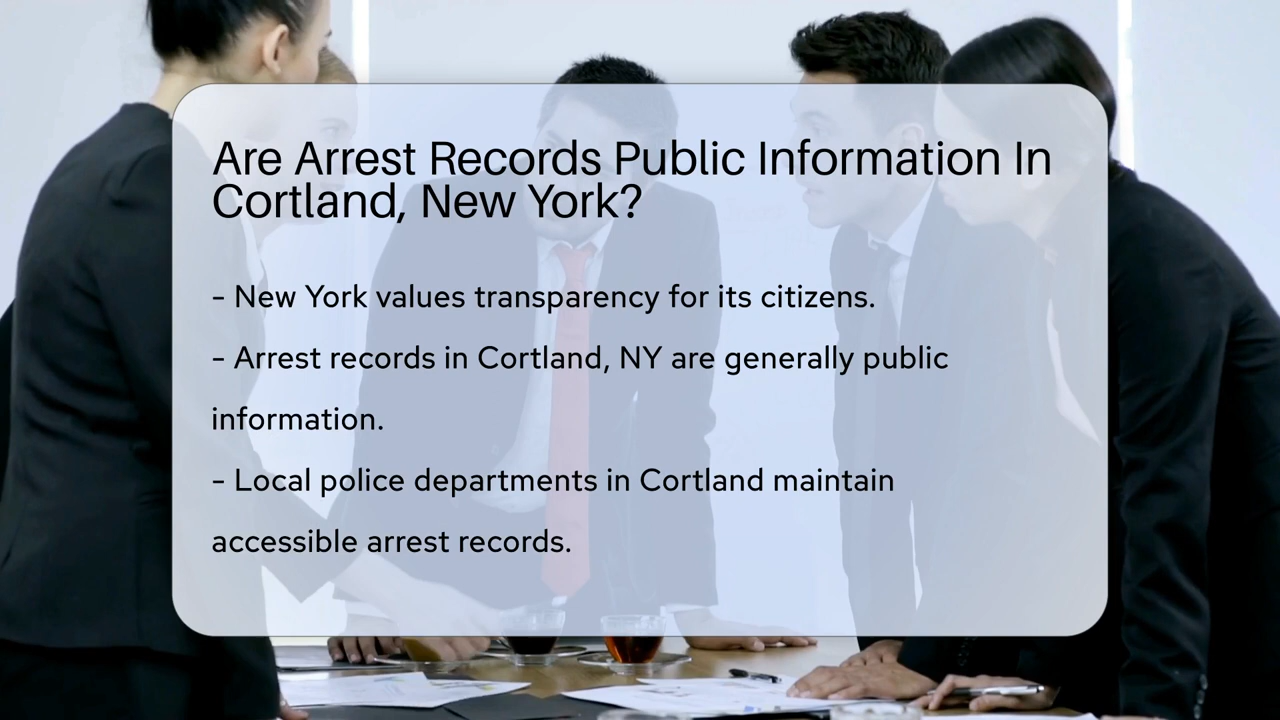 Are Arrest Records Public Information In
Cortland, New York?
- New York values transparency for its citizens.
- Arrest records in Cortland, NY are generally public
information.
- Local police departments in Cortland maintain
accessible arrest records.